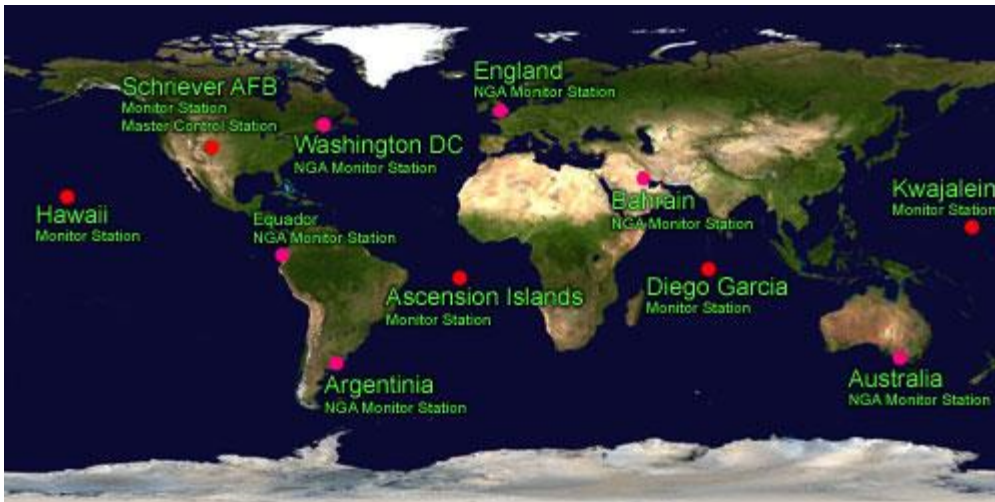 England
NGA Monitor Station
Schriever AFB
Monitor Station
Master Control Station
Washington DC
NGA Monitor Station
Kwajalein
Monitor Station
Bahrain
NGA Monitor Station
Hawaii
Monitor Station
Equador
NGA Monitor Station
Ascension Islands
Monitor Station
Diego Garcia
Monitor Station
Argentinia
NGA Monitor Station
Australia
NGA Monitor Station